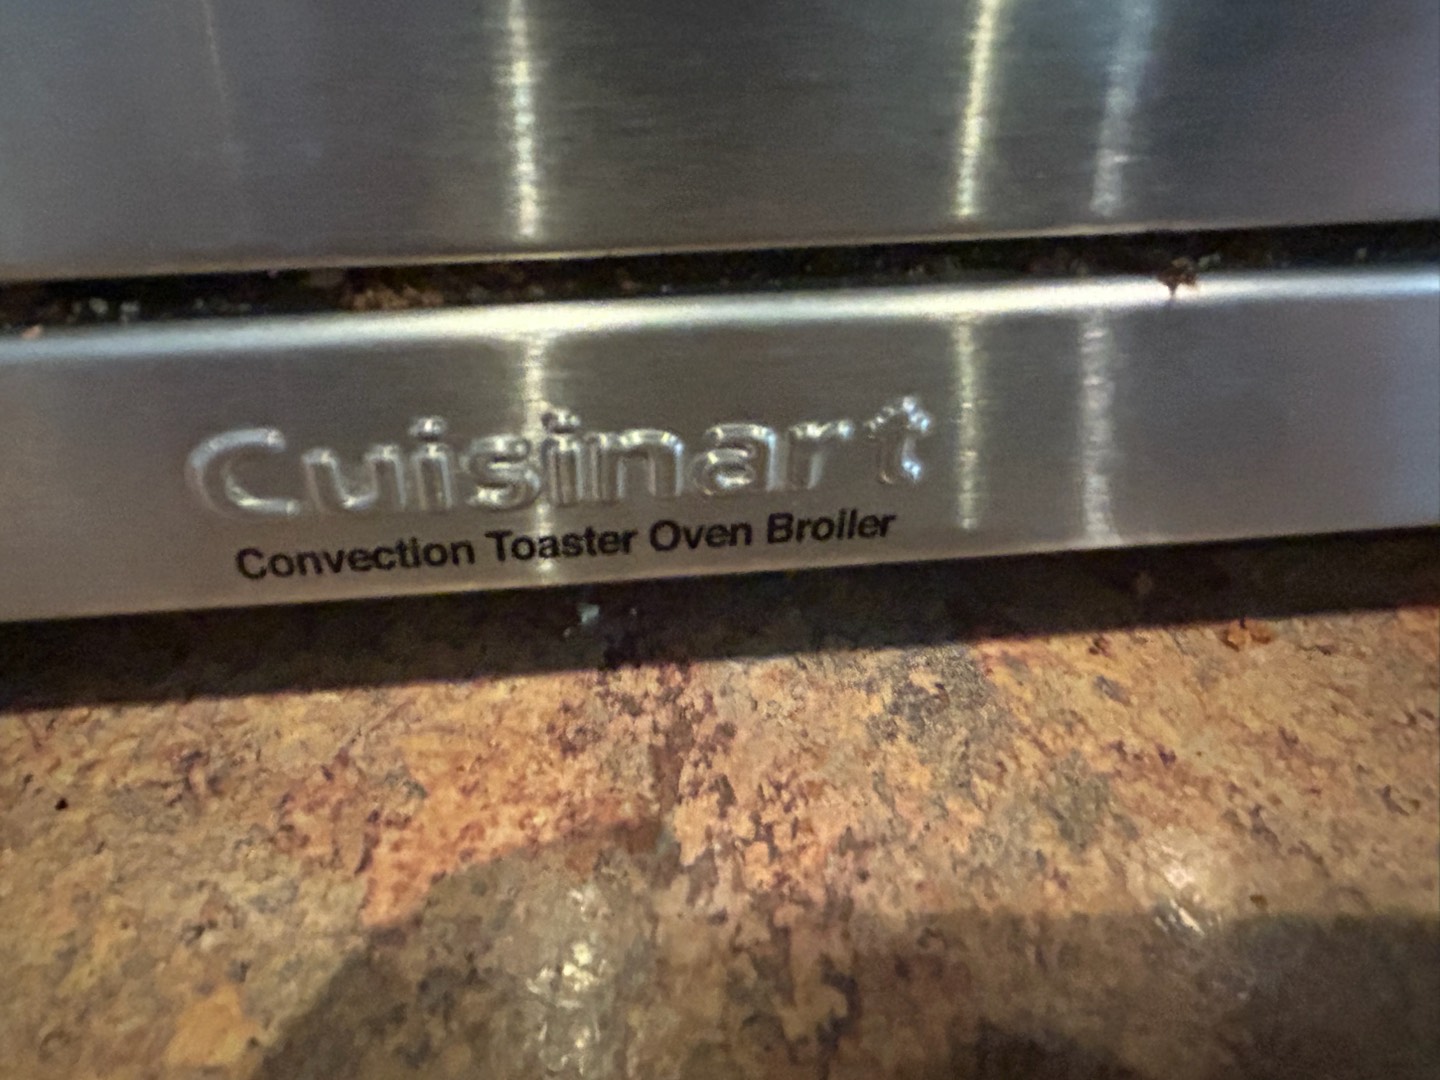 Cuisinart
Convection Toaster Oven Broiler